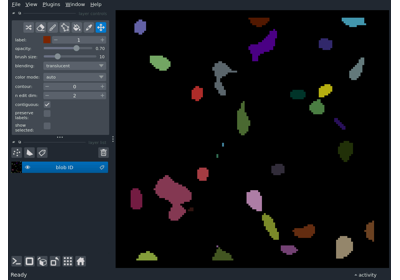 File View Plugins Window Help
label: 1
opacity: 0.70
brush size: 10
blending: translucent
color mode: auto
contour: 0
n edit dim: 2
contiguous:
preserve labels:
show selected:
blob ID
Ready
activity